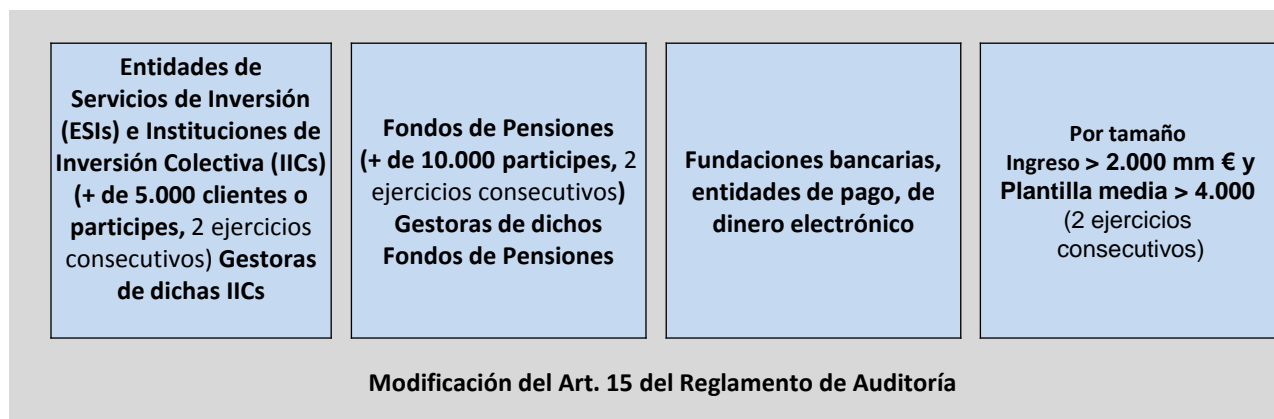 Entidades de
Servicios de Inversión
(ESIs) e Instituciones de
Inversión Colectiva (IICs)
(+ de 5.000 clientes o
participes, 2 ejercicios
consecutivos) Gestoras
de dichas IICs
Fondos de Pensiones
(+ de 10.000 participes, 2
ejercicios consecutivos)
Gestoras de dichos
Fondos de Pensiones
Fundaciones bancarias,
entidades de pago, de
dinero electrónico
Por tamaño
Ingreso > 2.000 mm € y
Plantilla media > 4.000
(2 ejercicios
consecutivos)
Modificación del Art. 15 del Reglamento de Auditoría